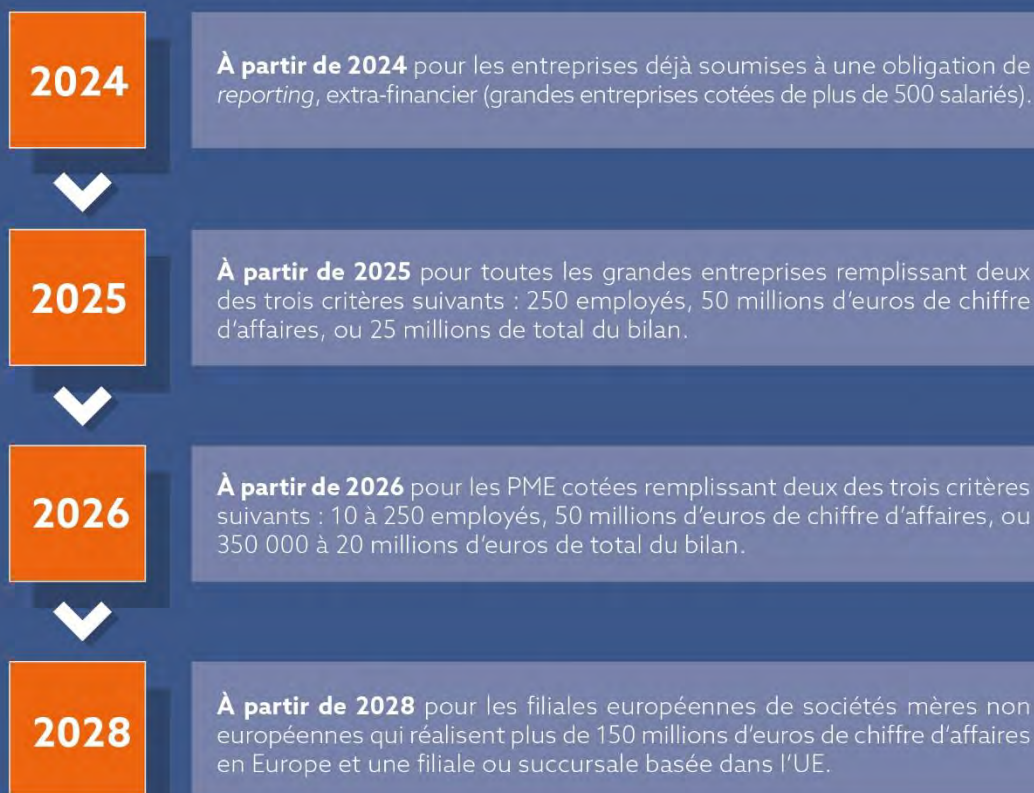 2024
À partir de 2024 pour les entreprises déjà soumises à une obligation de
reporting, extra-financier (grandes entreprises cotées de plus de 500 salariés).
2025
À partir de 2025 pour toutes les grandes entreprises remplissant deux
des trois critères suivants : 250 employés, 50 millions d'euros de chiffre
d'affaires, ou 25 millions de total du bilan.
2026
À partir de 2026 pour les PME cotées remplissant deux des trois critères
suivants : 10 à 250 employés, 50 millions d'euros de chiffre d'affaires, ou
350 000 à 20 millions d'euros de total du bilan.
2028
À partir de 2028 pour les filiales européennes de sociétés mères non
européennes qui réalisent plus de 150 millions d'euros de chiffre d'affaires
en Europe et une filiale ou succursale basée dans l'UE.